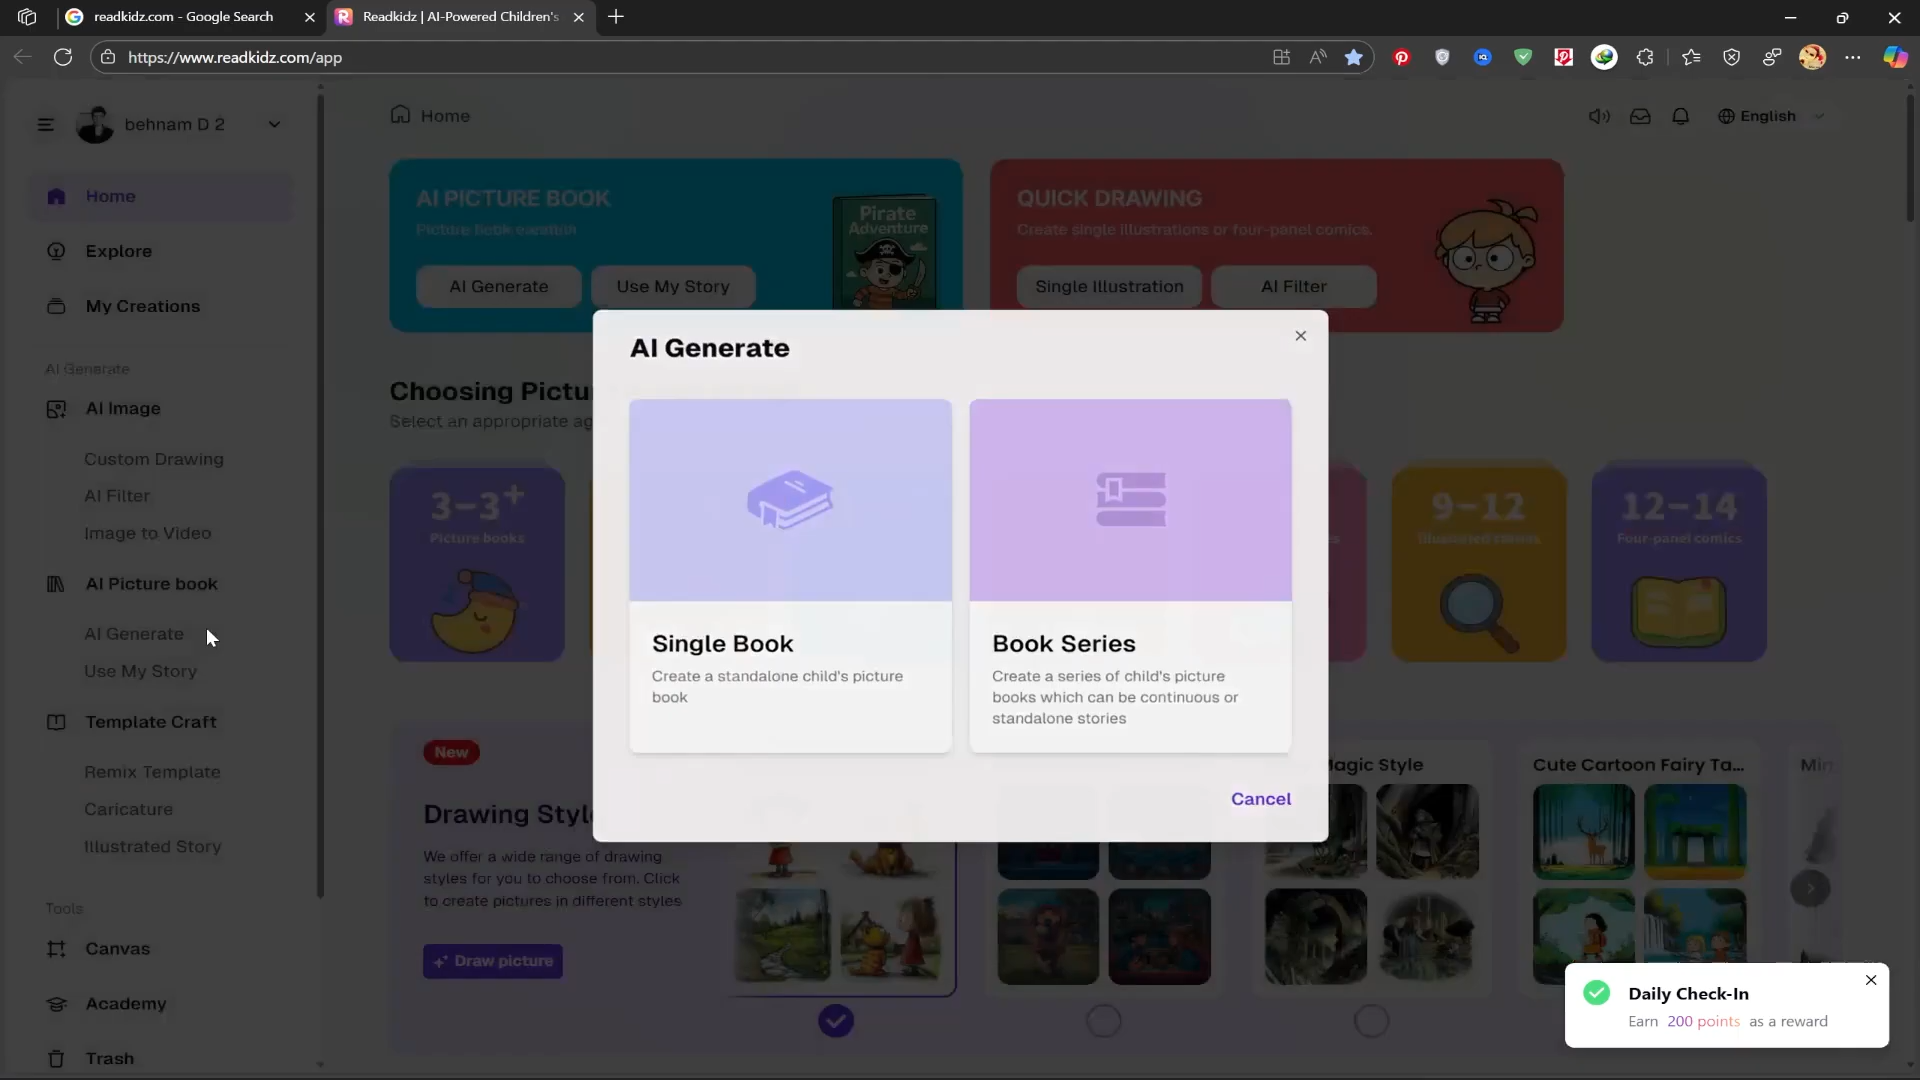 readkidz.com - Google Search
Readkidz | AI-Powered Children's
https://www.readkidz.com/app
behnam D 2
Home
Explore
My Creations
AI Generate
AI Image
Custom Drawing
AI Filter
Image to Video
AI Picture book
AI Generate
Use My Story
Template Craft
Remix Template
Caricature
Illustrated Story
Tools
Canvas
Academy
Trash
Home
English
AI PICTURE BOOK
Picture Book creation
AI Generate
Use My Story
Pirate
Adventure
QUICK DRAWING
Create single illustrations or four-panel comics.
Single Illustration
AI Filter
Choosing Pictu
Select an appropriate ag
3-3+
Picture books
9-12
Illustrated comics
12-14
Four-panel comics
AI Generate
Single Book
Create a standalone child's picture
book
Book Series
Create a series of child's picture
books which can be continuous or
standalone stories
Cancel
New
Drawing Styl
We offer a wide range of drawing
styles for you to choose from. Click
to create pictures in different styles
Draw picture
Magic Style
Cute Cartoon Fairy Ta...
Daily Check-In
Earn 200 points as a reward